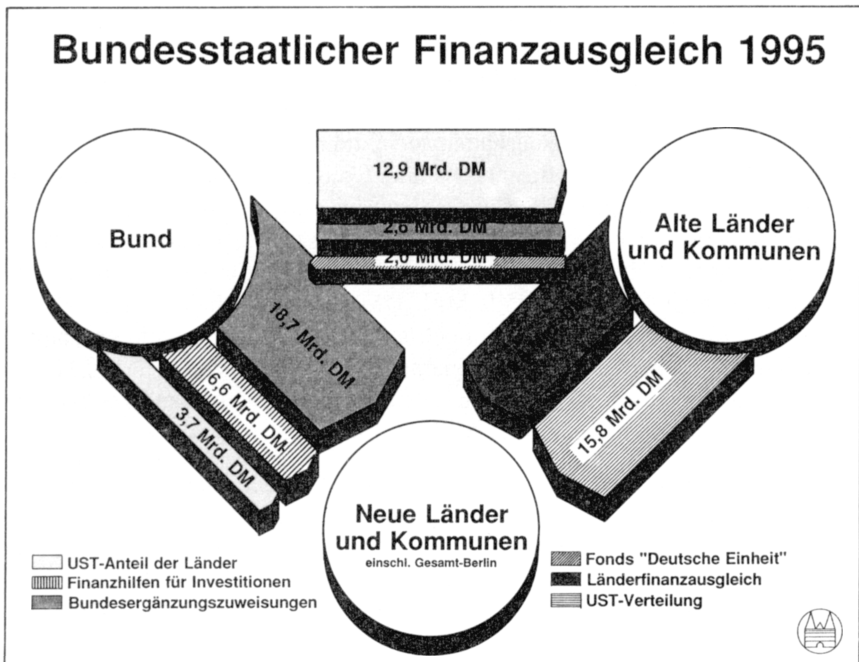 Bundesstaatlicher Finanzausgleich 1995
12,9 Mrd. DM
2,6 Mrd. DM
2,0 Mrd. DM
Bund
Alte Länder
und Kommunen
18,7 Mrd. DM
6,6 Mrd. DM
3,7 Mrd. DM
Mrd. DM
15,8 Mrd. DM
Neue Länder
und Kommunen
einschl. Gesamt-Berlin
UST-Anteil der Länder
Finanzhilfen für Investitionen
Bundesergänzungszuweisungen
Fonds "Deutsche Einheit"
Länderfinanzausgleich
UST-Verteilung